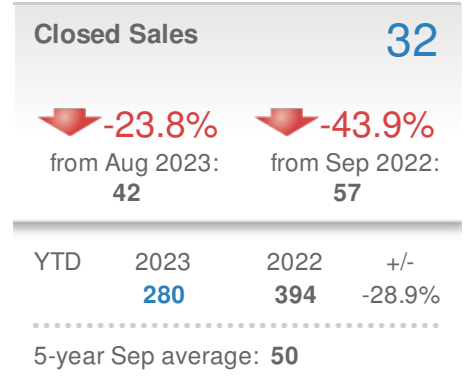 Closed Sales 32
-23.8% -43.9%
from Aug 2023: from Sep 2022:
42 57
YTD 2023 2022 +/-
280 394 -28.9%
5-year Sep average: 50